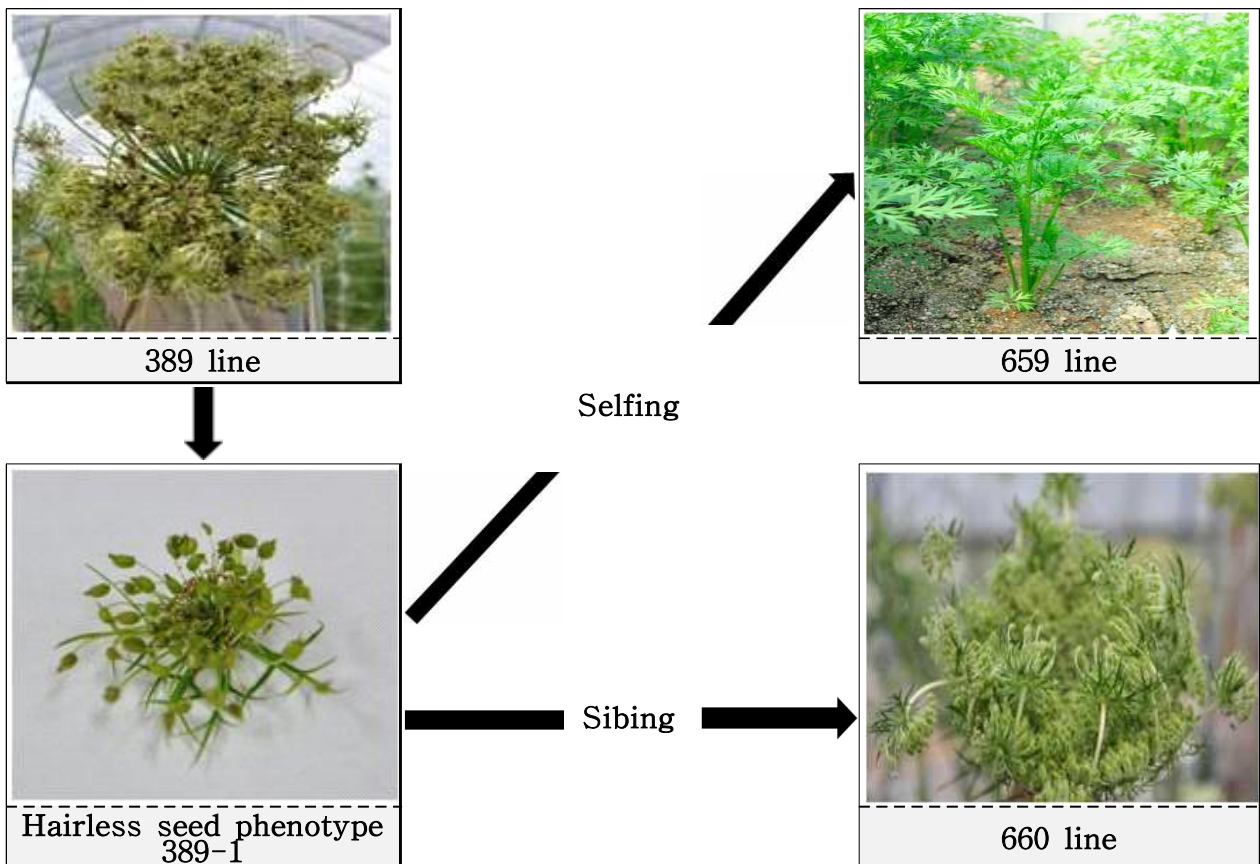 389 line
659 line
Selfing
Sibing
Hairless seed phenotype
389-1
660 line